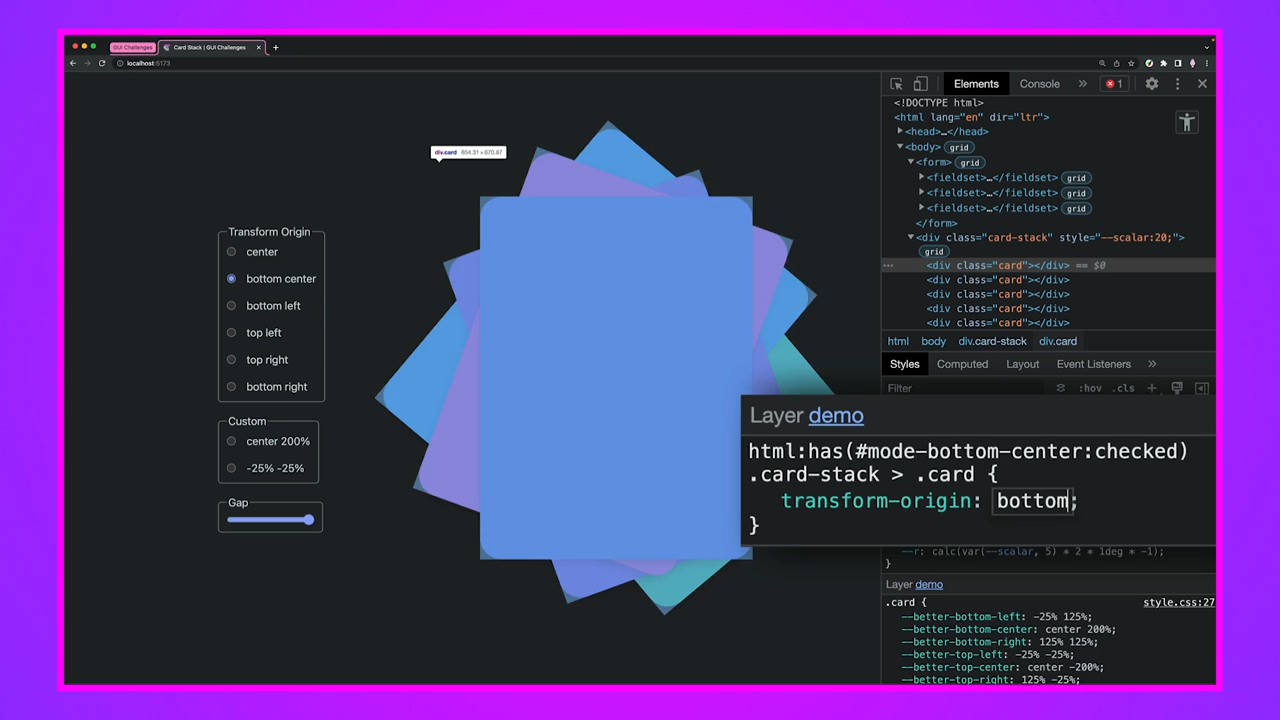 GUI Challenges
Card Stack | GUI Challenges
localhost:5173
Elements
Console
1
<!DOCTYPE html>
<html lang="en" dir="ltr">
<head>…</head>
<body> grid
<form> grid
<fieldset>…</fieldset> grid
<fieldset>…</fieldset> grid
<fieldset>…</fieldset> grid
</form>
<div class="card-stack" style="--scalar:20;">
grid
<div class="card"></div> == $0
<div class="card"></div>
<div class="card"></div>
<div class="card"></div>
<div class="card"></div>
html body div.card-stack div.card
Styles Computed Layout Event Listeners
Filter :hov .cls
div.card 654.31×670.87
Transform Origin
center
bottom center
bottom left
top left
top right
bottom right
Custom
center 200%
-25% -25%
Gap
Layer demo
html:has(#mode-bottom-center:checked)
.card-stack > .card {
transform-origin: bottom;
}
--r: calc(var(--scalar, 5) * 2 * 1deg * -1);
}
Layer demo
.card { style.css:27
--better-bottom-left: -25% 125%;
--better-bottom-center: center 200%;
--better-bottom-right: 125% 125%;
--better-top-left: -25% -25%;
--better-top-center: center -200%;
--better-top-right: 125% -25%;